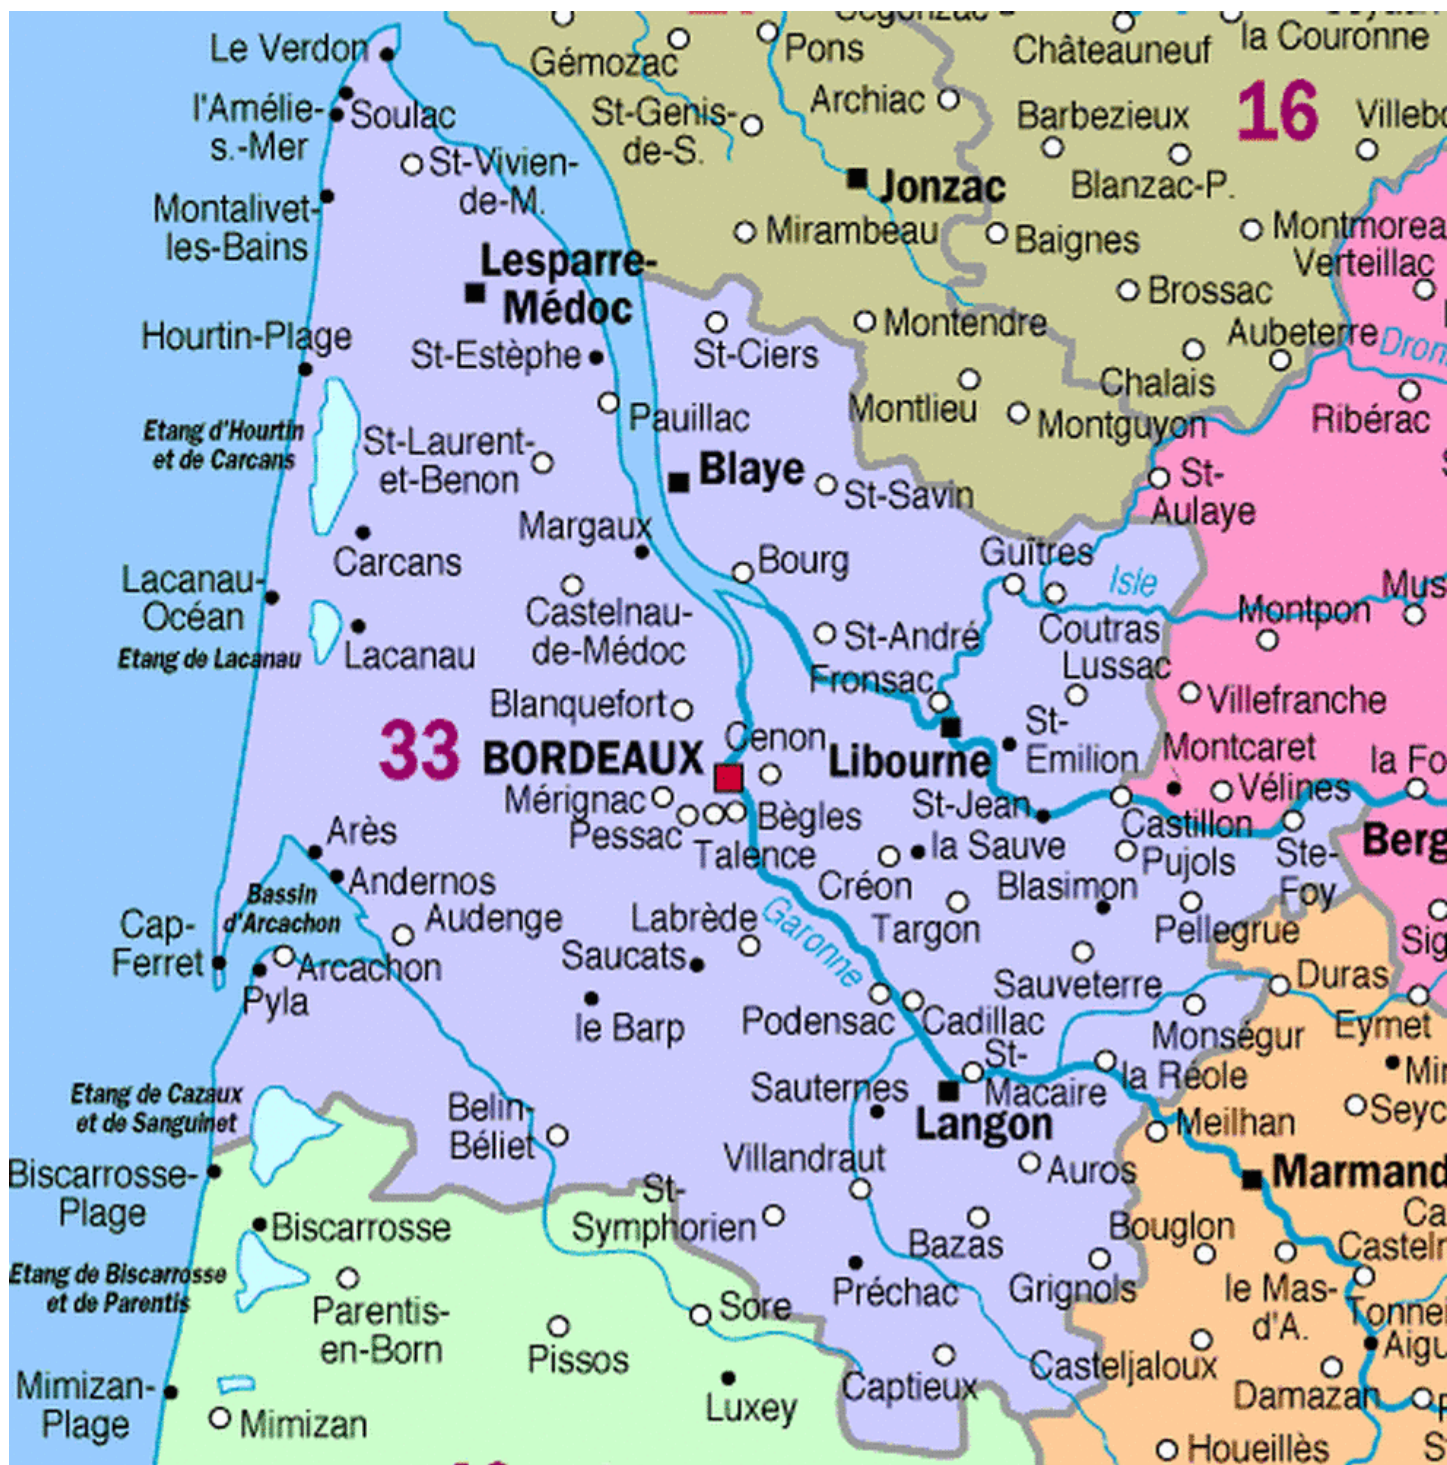 Segonzac
Gémozac
Pons
Châteauneuf
la Couronne
Le Verdon
l'Amélie-
s.-Mer
Soulac
St-Genis-
de-S.
Archiac
Barbezieux
16
St-Vivien-
de-M.
Jonzac
Blanzac-P.
Montalivet-
les-Bains
Mirambeau
Baignes
Verteillac
Lesparre-
Médoc
Brossac
Hourtin-Plage
St-Estèphe
St-Ciers
Montendre
Aubeterre
Chalais
Etang d'Hourtin
et de Carcans
Pauillac
Montlieu
Montguyon
Ribérac
St-Laurent-
et-Benon
Blaye
St-Savin
St-
Aulaye
Margaux
Carcans
Bourg
Guîtres
Isle
Lacanau-
Océan
Castelnau-
de-Médoc
St-André
Coutras
Montpon
Etang de Lacanau
Lacanau
Lussac
Blanquefort
Fronsac
Villefranche
33
BORDEAUX
Cenon
Libourne
St-
Emilion
Montcaret
Vélines
Mérignac
Pessac
Bègles
Talence
St-Jean
Castillon
Arès
la Sauve
Pujols
Ste-
Foy
Andernos
Bassin
d'Arcachon
Audenge
Créon
Blasimon
Cap-
Ferret
Labrède
Garonne
Targon
Pellegrue
Arcachon
Saucats
Pyla
Sauveterre
Duras
le Barp
Podensac
Cadillac
Monségur
Eymet
Etang de Cazaux
et de Sanguinet
Belin-
Béliet
Sauternes
St-
Macaire
la Réole
Langon
Meilhan
Biscarrosse-
Plage
Villandraut
Auros
Biscarrosse
St-
Symphorien
Bazas
Bouglon
Etang de Biscarrosse
et de Parentis
Parentis-
en-Born
Préchac
Grignols
le Mas-
d'A.
Sore
Pissos
Casteljaloux
Mimizan-
Plage
Luxey
Captieux
Damazan
Mimizan
Houeillès